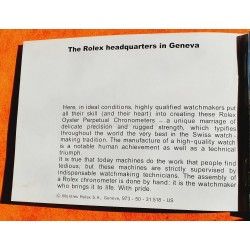 The Rolex headquarters in Geneva
Here, in ideal conditions, highly qualified watchmakers put
all their skill (and their heart) into creating these Rolex
Oyster Perpetual Chronometers – a unique marriage of
delicate precision and rugged strength, which typifies
throughout the world the very best in the Swiss watch-
making tradition. The manufacture of a high-quality watch
is a notable human achievement as well as a technical
triumph.
It is true that today machines do the work that people find
tedious: but these machines are strictly supervised by
indispensable watchmaking technicians. The assembly of
a Rolex chronometer is done by hand: it is the watchmaker
who brings it to life. With pride.
Rolex S.A., Geneva, 973 - 50 - US